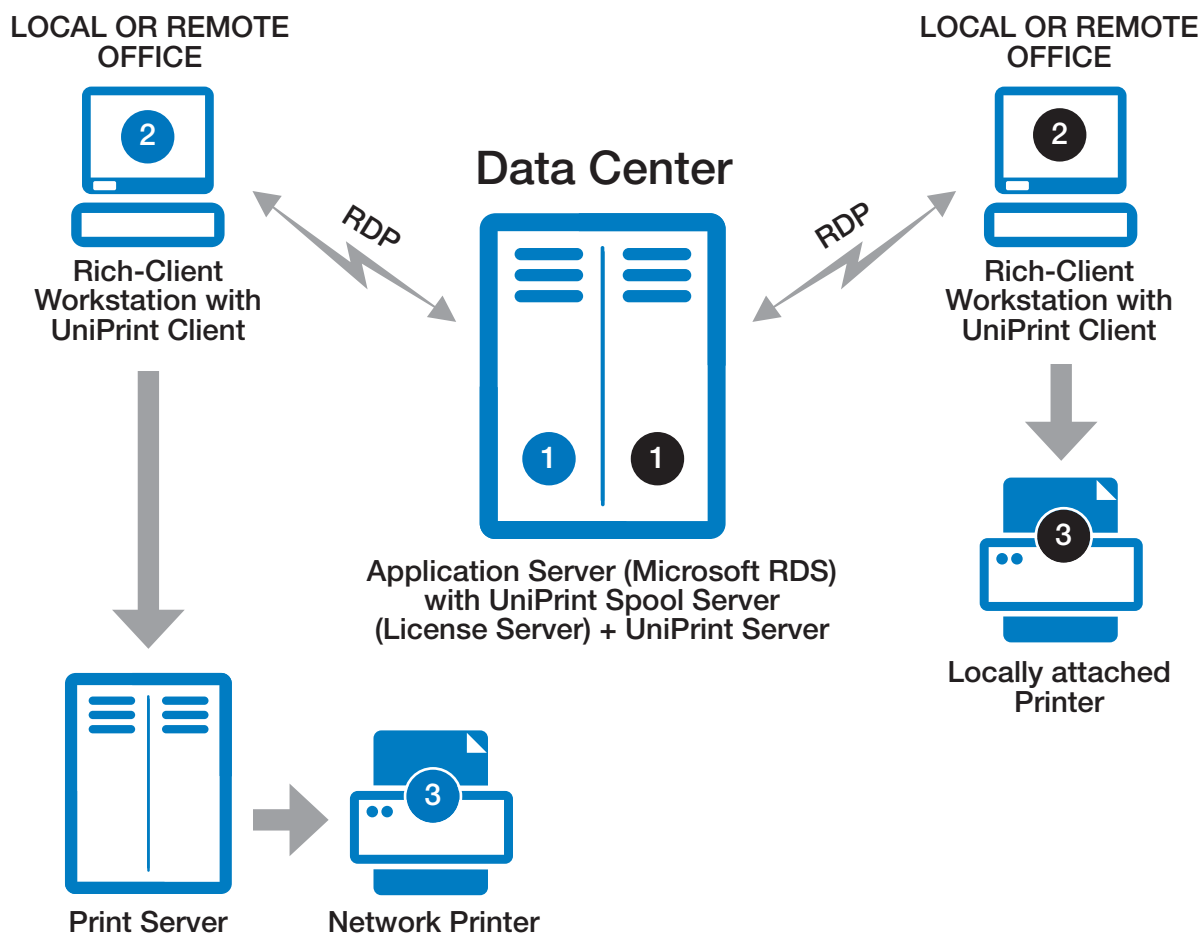 LOCAL OR REMOTE
OFFICE
2
Rich-Client
Workstation with
UniPrint Client
RDP
Data Center
1
1
Application Server (Microsoft RDS)
with UniPrint Spool Server
(License Server) + UniPrint Server
RDP
LOCAL OR REMOTE
OFFICE
2
Rich-Client
Workstation with
UniPrint Client
3
Locally attached
Printer
Print Server
3
Network Printer